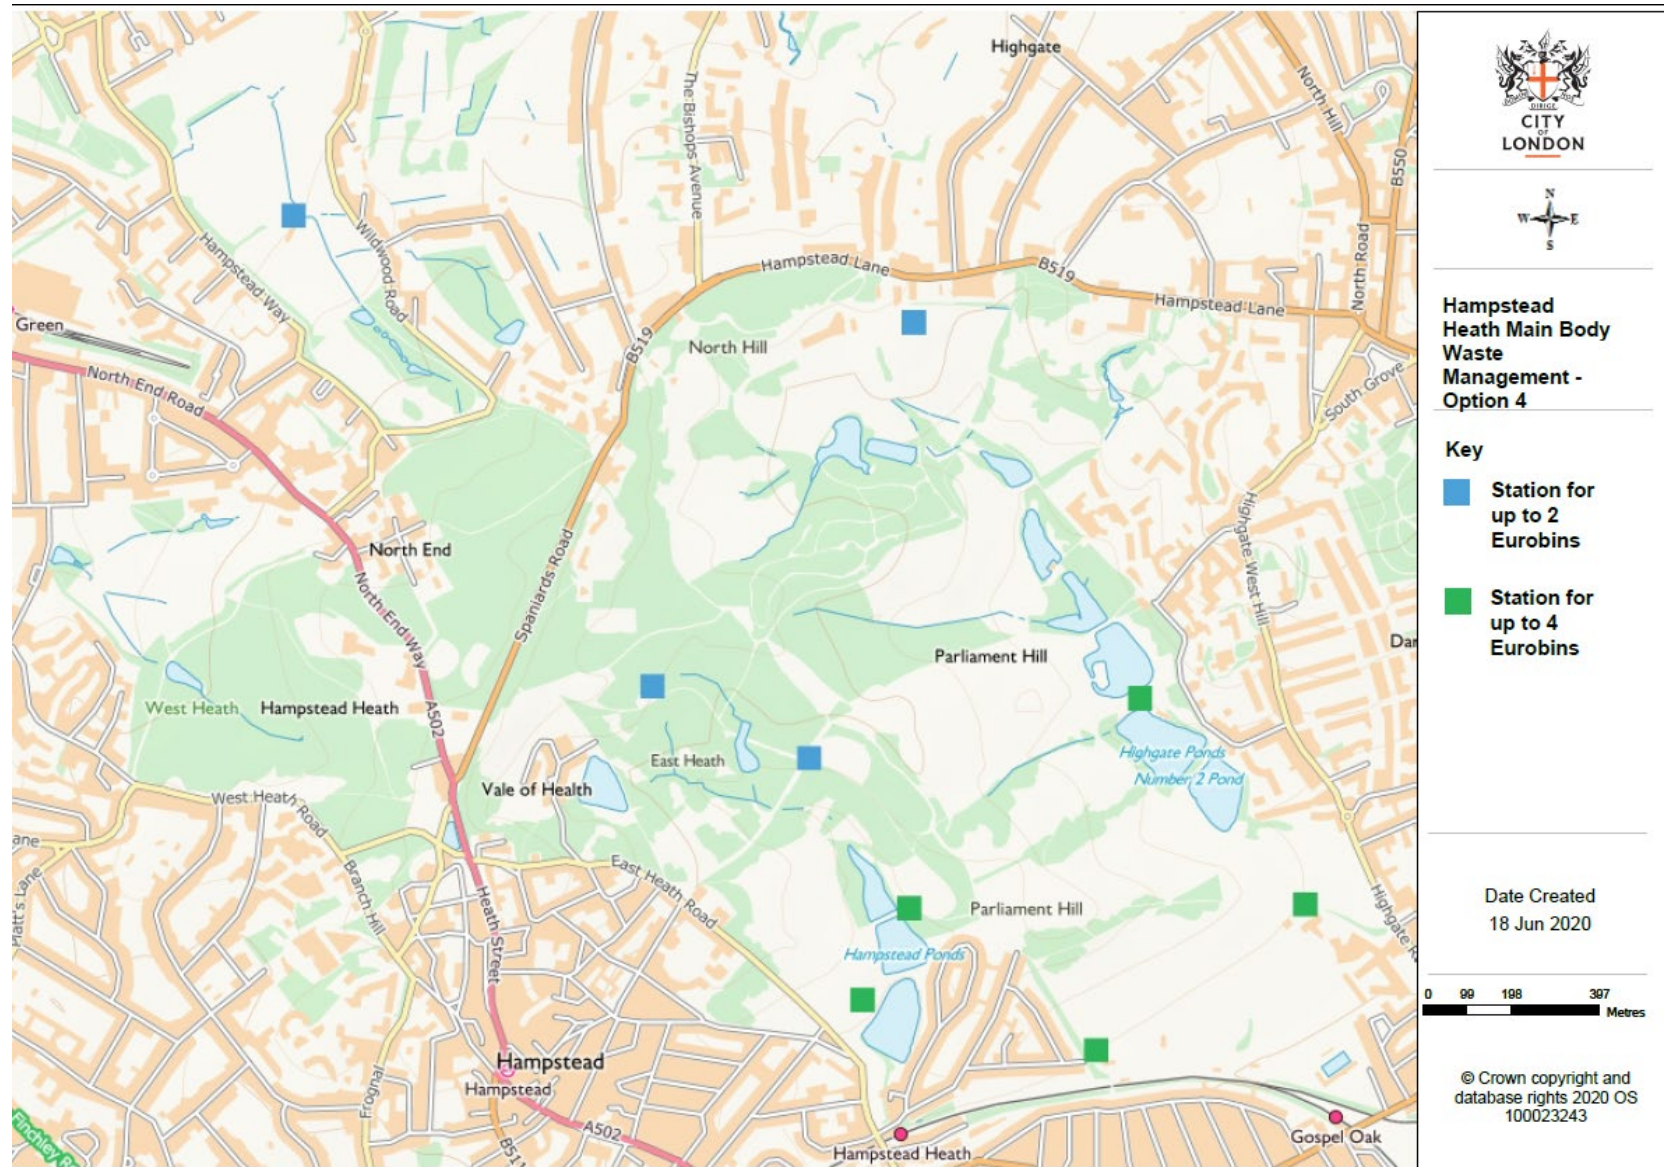 Highgate
North Hill
The Bishops Avenue
B550
Hampstead Way
Wildwood Road
Hampstead Lane
B519
Hampstead Lane
North Road
Green
B519
North Hill
North End Road
South Grove
Highgate West Hill
North End
Spaniards Road
North End Way
A502
Parliament Hill
West Heath
Hampstead Heath
East Heath
Highgate Ponds
Number 2 Pond
Vale of Health
West Heath Road
Platt's Lane
Branch Hill
East Heath Road
Heath Street
Parliament Hill
Hampstead Ponds
Hampstead
Hampstead
Frognal
A502
Hampstead Heath
Gospel Oak
DOMINE DIRIGE NOS
CITY
OF
LONDON
N
W E
S
Hampstead
Heath Main Body
Waste
Management -
Option 4
Key
Station for
up to 2
Eurobins
Station for
up to 4
Eurobins
Date Created
18 Jun 2020
0 99 198 397
Metres
© Crown copyright and
database rights 2020 OS
100023243